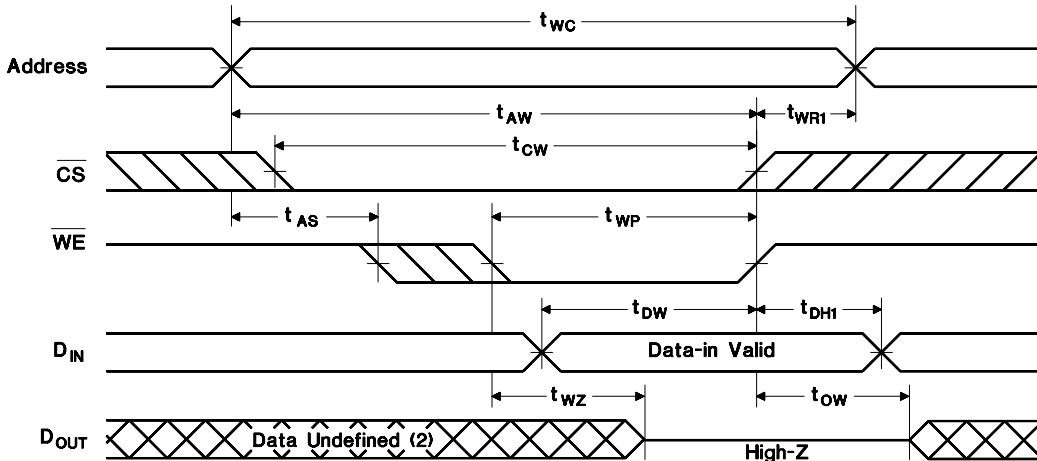 tWC
Address
tAW
tWR1
tCW
CS
tAS
tWP
WE
tDW
tDH1
DIN
Data-in Valid
tWZ
tOW
DOUT
Data Undefined (2)
High-Z